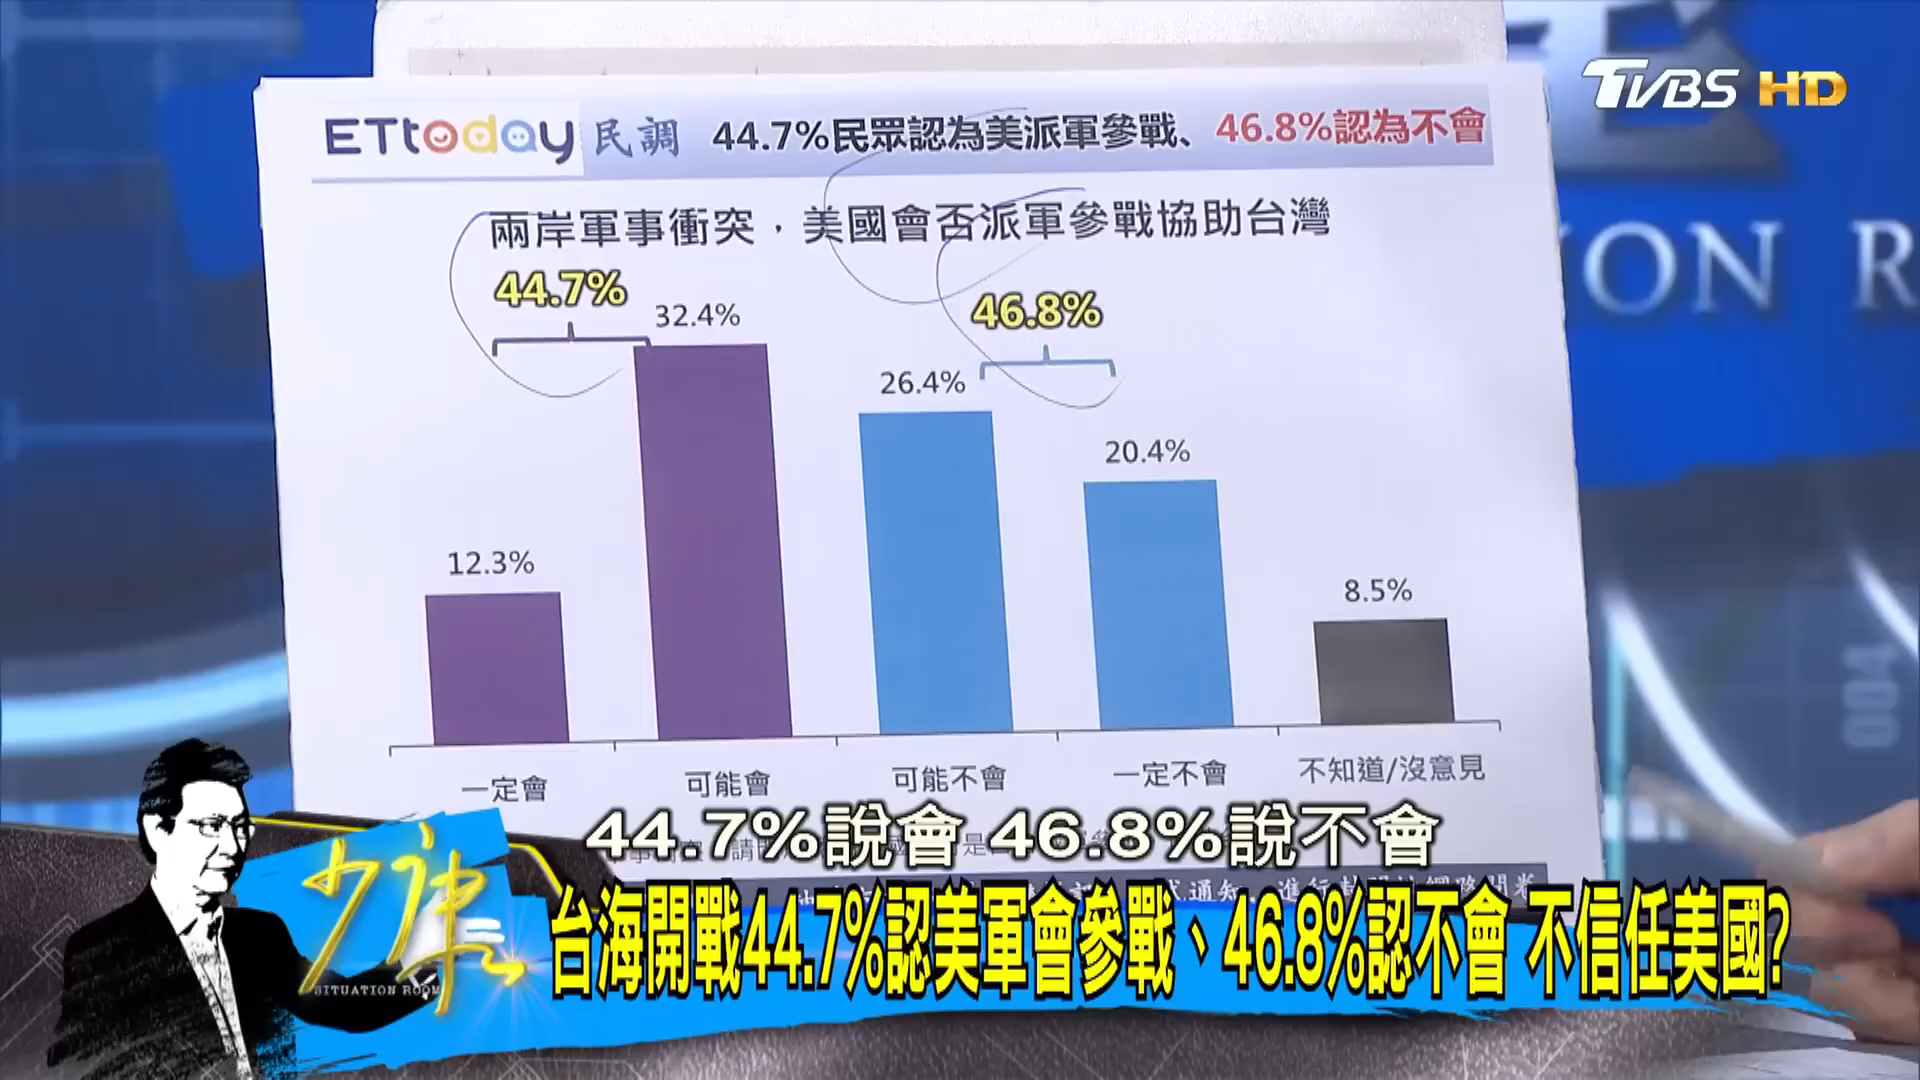 TVBS HD
ETtoday 民調 44.7%民眾認為美派軍參戰、46.8%認為不會
兩岸軍事衝突，美國會否派軍參戰協助台灣
44.7%
46.8%
32.4%
26.4%
20.4%
12.3%
8.5%
一定會 可能會 可能不會 一定不會 不知道/沒意見
44.7%說會 46.8%說不會
少康
SITUATION ROOM
台海開戰44.7%認美軍會參戰、46.8%認不會 不信任美國?
ON R
004